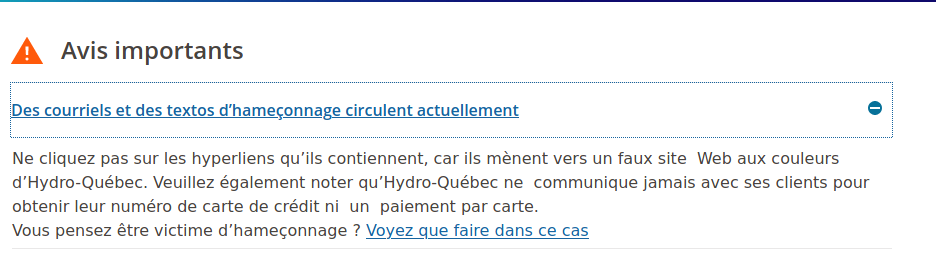 Avis importants
Des courriels et des textos d’hameçonnage circulent actuellement
Ne cliquez pas sur les hyperliens qu’ils contiennent, car ils mènent vers un faux site  Web aux couleurs
d’Hydro-Québec. Veuillez également noter qu’Hydro-Québec ne  communique jamais avec ses clients pour
obtenir leur numéro de carte de crédit ni  un  paiement par carte.
Vous pensez être victime d’hameçonnage ? Voyez que faire dans ce cas